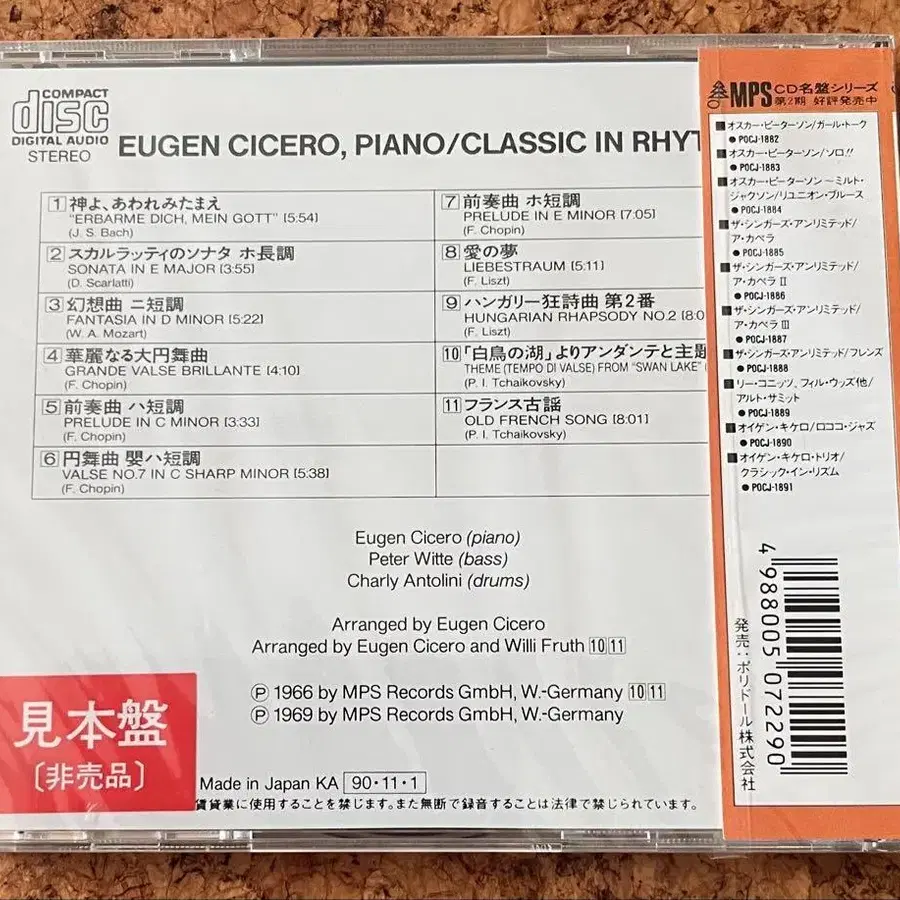 COMPACT
disc
DIGITAL AUDIO
STEREO
EUGEN CICERO, PIANO/CLASSIC IN RHYT
1 神よ、あわれみたまえ
"ERBARME DICH, MEIN GOTT" [5:54]
(J. S. Bach)
2 スカルラッティのソナタ ホ長調
SONATA IN E MAJOR [3:55]
(D. Scarlatti)
3 幻想曲 ニ短調
FANTASIA IN D MINOR [5:22]
(W. A. Mozart)
4 華麗なる大円舞曲
GRANDE VALSE BRILLANTE [4:10]
(F. Chopin)
5 前奏曲 ハ短調
PRELUDE IN C MINOR [3:33]
(F. Chopin)
6 円舞曲 嬰ハ短調
VALSE NO.7 IN C SHARP MINOR [5:38]
(F. Chopin)
7 前奏曲 ホ短調
PRELUDE IN E MINOR [7:05]
(F. Chopin)
8 愛の夢
LIEBESTRAUM [5:11]
(F. Liszt)
9 ハンガリー狂詩曲 第2番
HUNGARIAN RHAPSODY NO.2 [8:0
(F. Liszt)
10 「白鳥の湖」よりアンダンテと主題
THEME (TEMPO DI VALSE) FROM "SWAN LAKE" (
P. I. Tchaikovsky)
11 フランス古謡
OLD FRENCH SONG [8:01]
(P. I. Tchaikovsky)
Eugen Cicero (piano)
Peter Witte (bass)
Charly Antolini (drums)
Arranged by Eugen Cicero
Arranged by Eugen Cicero and Willi Fruth 10 11
Ⓟ 1966 by MPS Records GmbH, W.-Germany 10 11
Ⓟ 1969 by MPS Records GmbH, W.-Germany
見本盤
〔非売品〕
Made in Japan KA 90・11・1
賃貸業に使用することを禁じます。また無断で録音することは法律で禁じられています。
MPS CD名盤シリーズ
第2期 好評発売中
■オスカー・ピーターソン/ガール・トーク
●POCJ-1882
■オスカー・ピーターソン/ソロ!!
●POCJ-1883
■オスカー・ピーターソン〜ミルト・
ジャクソン/リユニオン・ブルース
●POCJ-1884
■ザ・シンガーズ・アンリミテッド/
ア・カペラ
●POCJ-1885
■ザ・シンガーズ・アンリミテッド/
ア・カペラ II
●POCJ-1886
■ザ・シンガーズ・アンリミテッド/
ア・カペラ III
●POCJ-1887
■ザ・シンガーズ・アンリミテッド/フレンズ
●POCJ-1888
■リー・コニッツ、フィル・ウッズ他/
アルト・サミット
●POCJ-1889
■オイゲン・キケロ/ロココ・ジャズ
●POCJ-1890
■オイゲン・キケロ・トリオ/
クラシック・イン・リズム
●POCJ-1891
4 988005 072290
発売:ポリドール株式会社